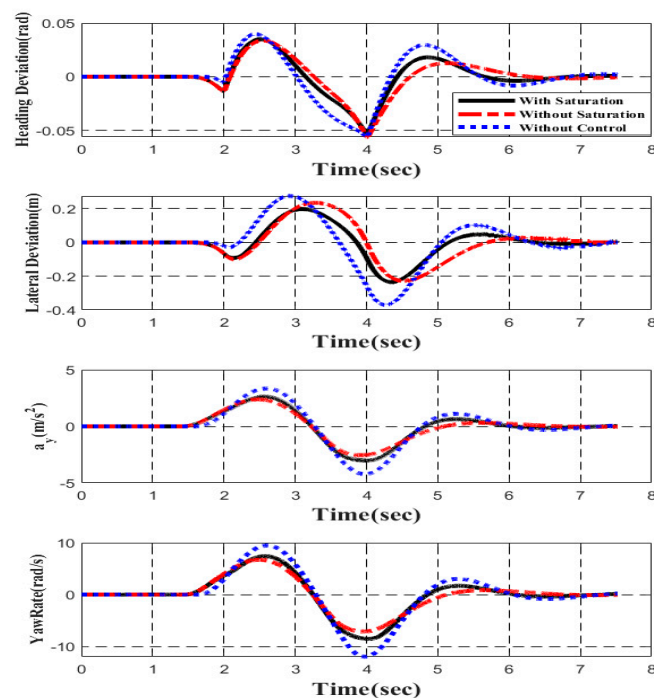 0.05
0
-0.05
Heading Deviation(rad)
With Saturation
Without Saturation
Without Control
0 1 2 3 4 5 6 7 8
Time(sec)
0.2
0
-0.2
-0.4
Lateral Deviation(m)
0 1 2 3 4 5 6 7 8
Time(sec)
5
0
-5
a_y(m/s²)
0 1 2 3 4 5 6 7 8
Time(sec)
10
0
-10
YawRate(rad/s)
0 1 2 3 4 5 6 7 8
Time(sec)